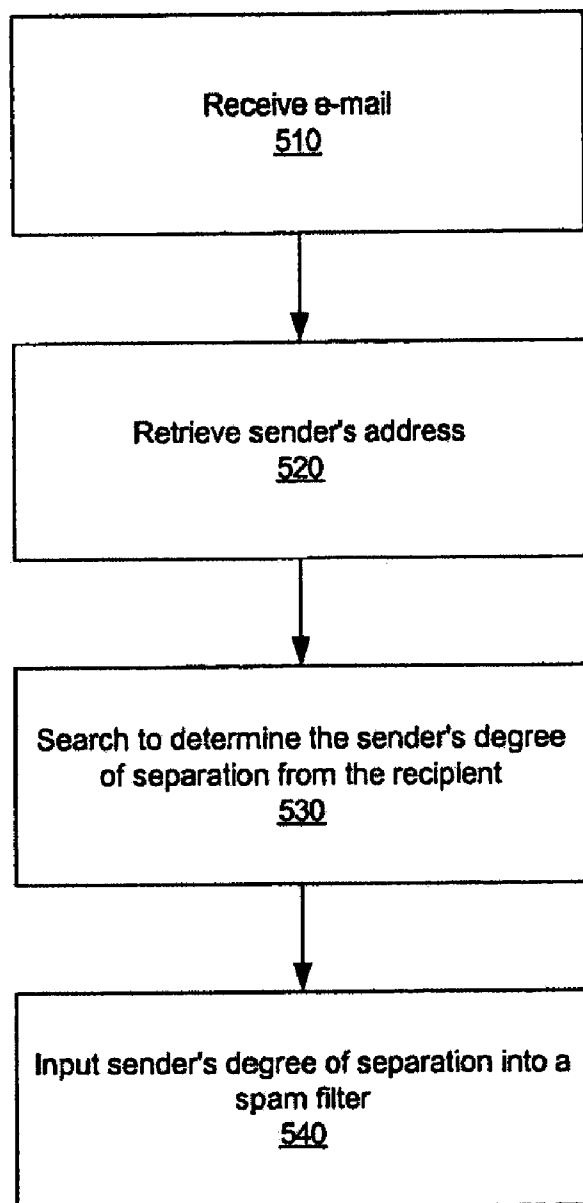 Receive e-mail
510
Retrieve sender's address
520
Search to determine the sender's degree
of separation from the recipient
530
Input sender's degree of separation into a
spam filter
540